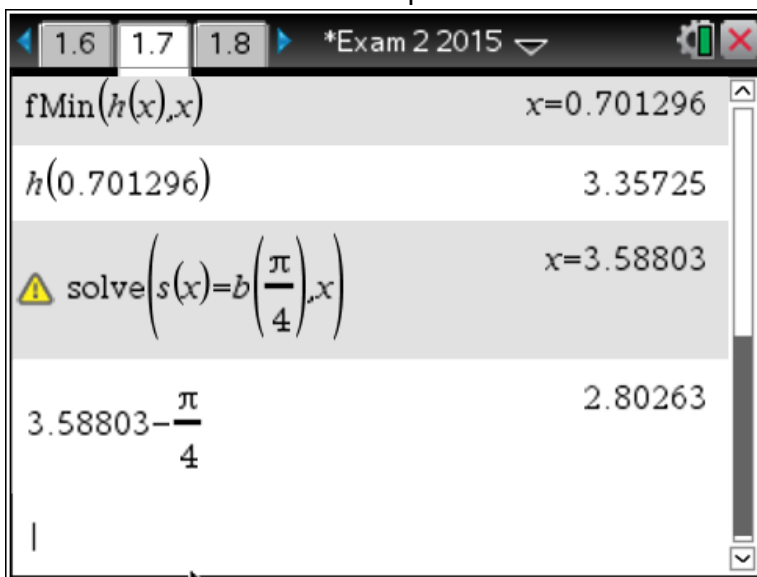 1.6 1.7 1.8 *Exam 2 2015
fMin(h(x),x) x=0.701296
h(0.701296) 3.35725
solve(s(x)=b(π/4),x) x=3.58803
3.58803-π/4 2.80263